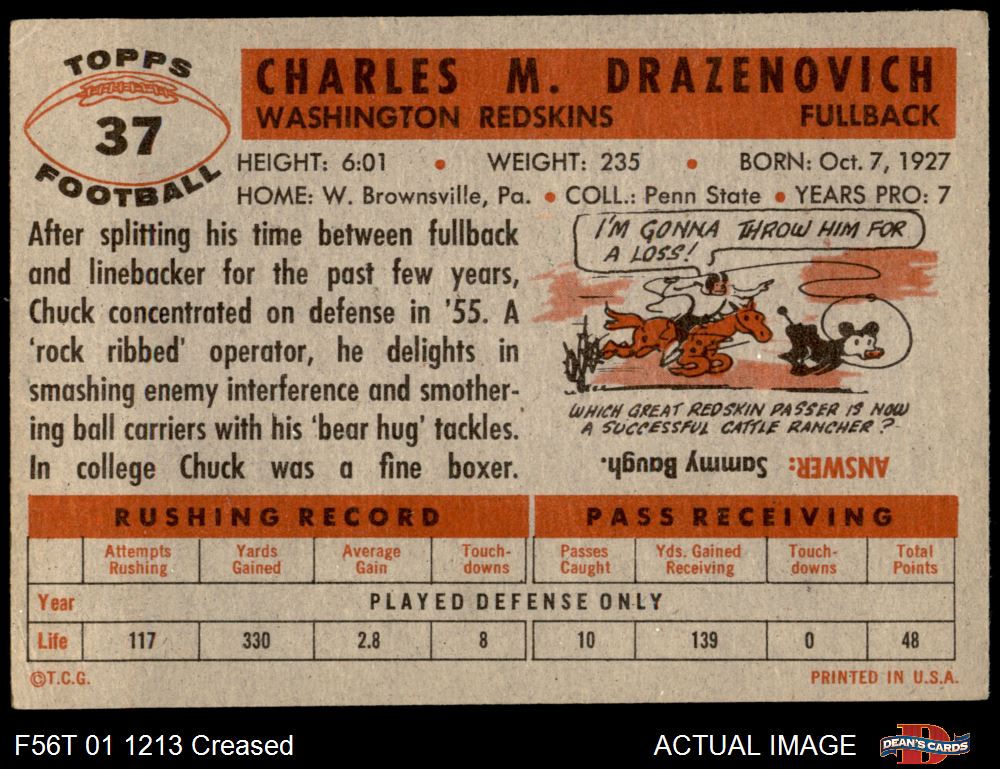 TOPPS
37
FOOTBALL
CHARLES M. DRAZENOVICH
WASHINGTON REDSKINS FULLBACK
HEIGHT: 6:01 • WEIGHT: 235 • BORN: Oct. 7, 1927
HOME: W. Brownsville, Pa. • COLL.: Penn State • YEARS PRO: 7
After splitting his time between fullback
and linebacker for the past few years,
Chuck concentrated on defense in '55. A
'rock ribbed' operator, he delights in
smashing enemy interference and smother-
ing ball carriers with his 'bear hug' tackles.
In college Chuck was a fine boxer.
I'M GONNA THROW HIM FOR
A LOSS!
WHICH GREAT REDSKIN PASSER IS NOW
A SUCCESSFUL CATTLE RANCHER?
ANSWER: Sammy Baugh.
RUSHING RECORD PASS RECEIVING
Attempts Rushing Yards Gained Average Gain Touch-downs Passes Caught Yds. Gained Receiving Touch-downs Total Points
Year PLAYED DEFENSE ONLY
Life 117 330 2.8 8 10 139 0 48
©T.C.G. PRINTED IN U.S.A.
F56T 01 1213 Creased ACTUAL IMAGE DEAN'S CARDS